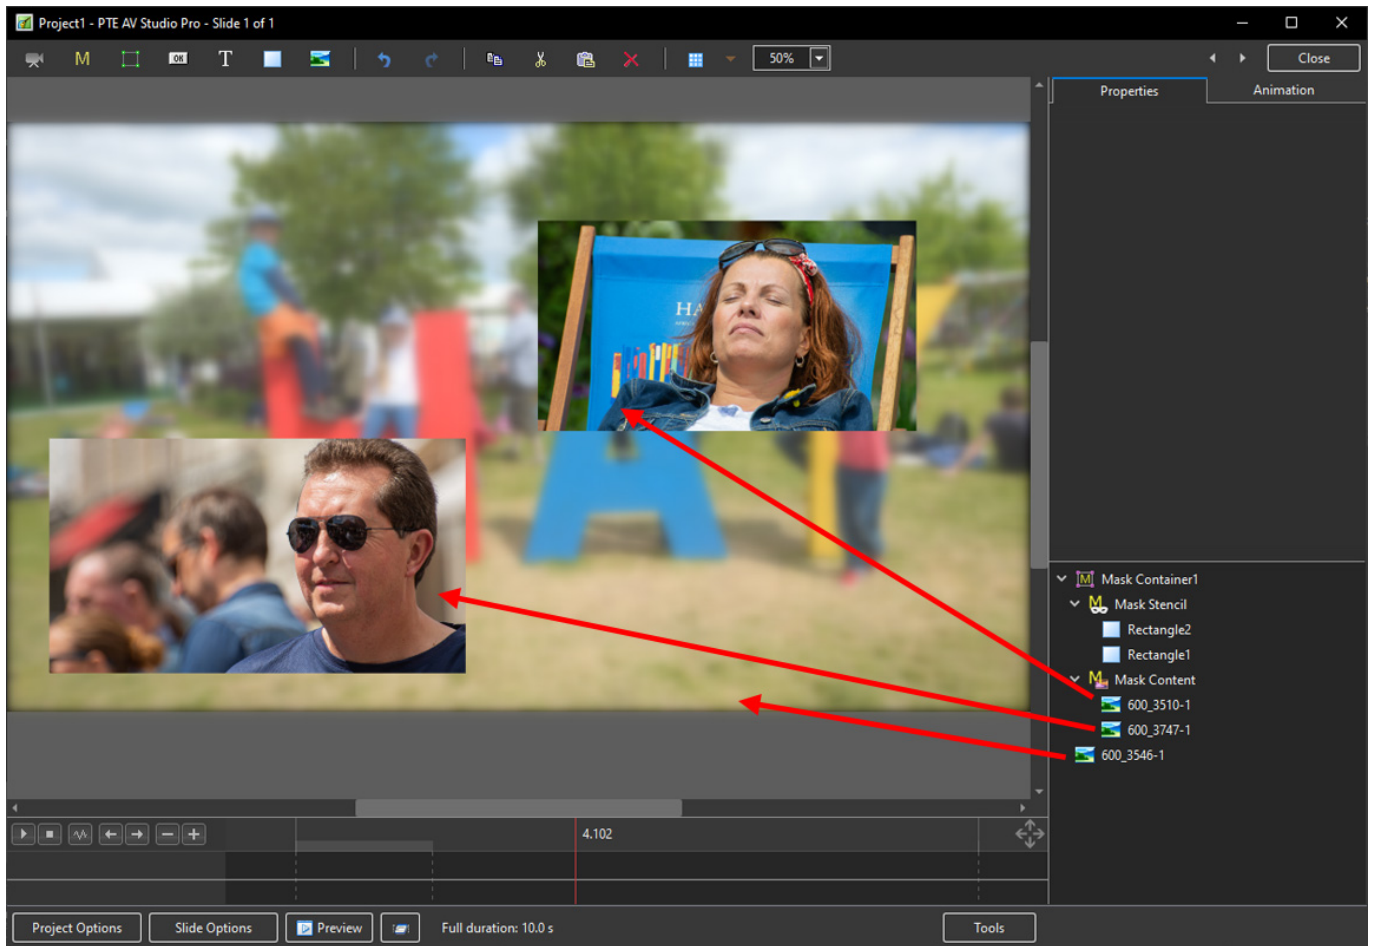 Project1 - PTE AV Studio Pro - Slide 1 of 1
M OK T 50% Close
Properties Animation
HA
Mask Container1
Mask Stencil
Rectangle2
Rectangle1
Mask Content
600_3510-1
600_3747-1
600_3546-1
4.102
Project Options Slide Options Preview Full duration: 10.0 s Tools